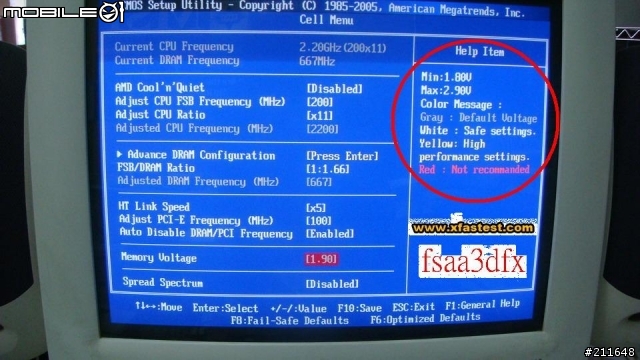 MOBILE01
CMOS Setup Utility - Copyright (C) 1985-2005, American Megatrends, Inc.
Cell Menu
Current CPU Frequency 2.20GHz(200x11)
Current DRAM Frequency 667MHz
AMD Cool'n'Quiet [Disabled]
Adjust CPU FSB Frequency (MHz) [200]
Adjust CPU Ratio [x11]
Adjusted CPU Frequency (MHz) [2200]
Advance DRAM Configuration [Press Enter]
FSB/DRAM Ratio [1:1.66]
Adjusted DRAM Frequency (MHz) [667]
HT Link Speed [x5]
Adjust PCI-E Frequency (MHz) [100]
Auto Disable DRAM/PCI Frequency [Enabled]
Memory Voltage [1.90]
Spread Spectrum [Disabled]
Help Item
Min:1.80V
Max:2.90V
Color Message :
Gray : Default Voltage
White : Safe settings.
Yellow: High
performance settings.
Red : Not recommanded
www.xfastest.com
fsaa3dfx
↑↓←→:Move Enter:Select +/-/:Value F10:Save ESC:Exit F1:General Help
F8:Fail-Safe Defaults F6:Optimized Defaults
#211648